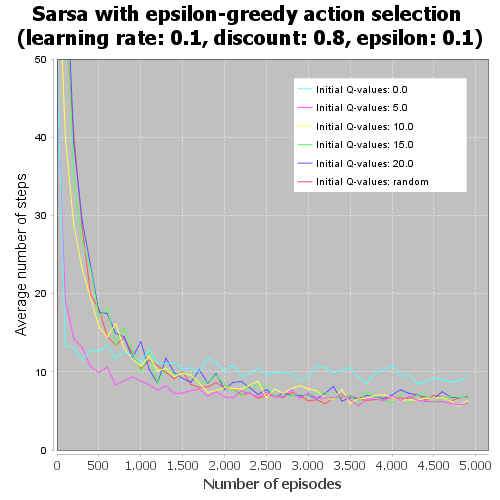 Sarsa with epsilon-greedy action selection
(learning rate: 0.1, discount: 0.8, epsilon: 0.1)
50
40
30
20
10
0
Average number of steps
Initial Q-values: 0.0
Initial Q-values: 5.0
Initial Q-values: 10.0
Initial Q-values: 15.0
Initial Q-values: 20.0
Initial Q-values: random
0 500 1.000 1.500 2.000 2.500 3.000 3.500 4.000 4.500 5.000
Number of episodes